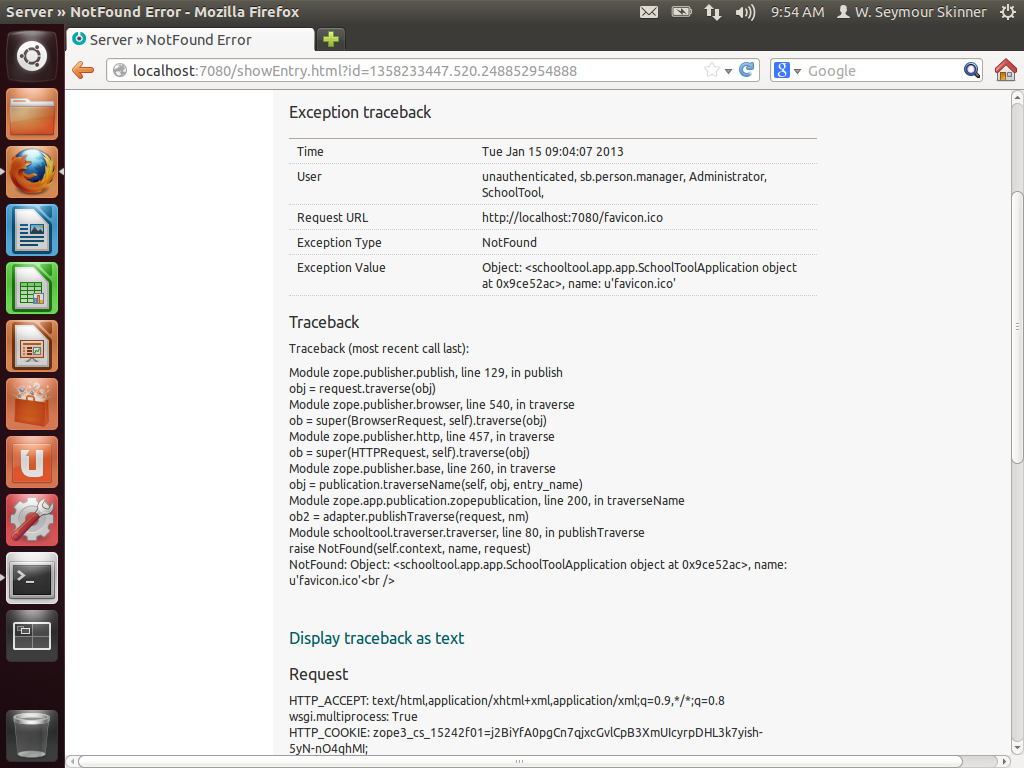 Server » NotFound Error - Mozilla Firefox
9:54 AM
W. Seymour Skinner
Server » NotFound Error
localhost:7080/showEntry.html?id=1358233447.520.248852954888
Google
Exception traceback
Time Tue Jan 15 09:04:07 2013
User unauthenticated, sb.person.manager, Administrator,
SchoolTool,
Request URL http://localhost:7080/favicon.ico
Exception Type NotFound
Exception Value Object: <schooltool.app.app.SchoolToolApplication object
at 0x9ce52ac>, name: u'favicon.ico'
Traceback
Traceback (most recent call last):
Module zope.publisher.publish, line 129, in publish
obj = request.traverse(obj)
Module zope.publisher.browser, line 540, in traverse
ob = super(BrowserRequest, self).traverse(obj)
Module zope.publisher.http, line 457, in traverse
ob = super(HTTPRequest, self).traverse(obj)
Module zope.publisher.base, line 260, in traverse
obj = publication.traverseName(self, obj, entry_name)
Module zope.app.publication.zopepublication, line 200, in traverseName
ob2 = adapter.publishTraverse(request, nm)
Module schooltool.traverser.traverser, line 80, in publishTraverse
raise NotFound(self.context, name, request)
NotFound: Object: <schooltool.app.app.SchoolToolApplication object at 0x9ce52ac>, name:
u'favicon.ico'<br />
Display traceback as text
Request
HTTP_ACCEPT: text/html,application/xhtml+xml,application/xml;q=0.9,*/*;q=0.8
wsgi.multiprocess: True
HTTP_COOKIE: zope3_cs_15242f01=j2BiYfA0pgCn7qjxcGvlCpB3XmUIcyrpDHL3k7yish-
5yN-nO4qhMI;